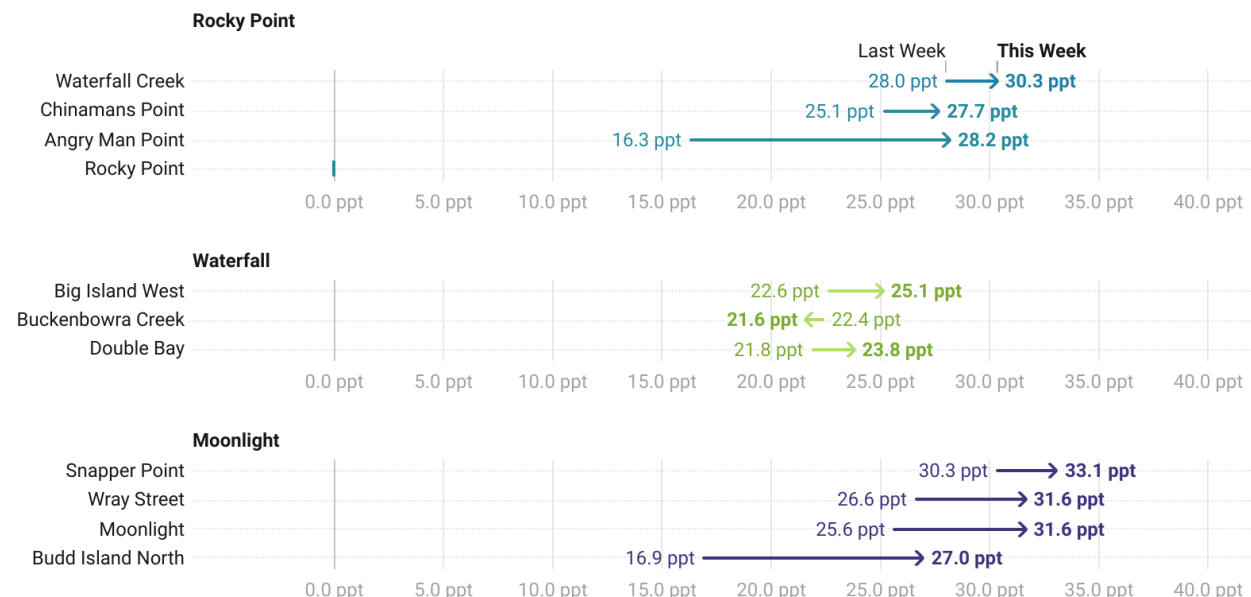 Rocky Point
Last Week This Week
Waterfall Creek 28.0 ppt 30.3 ppt
Chinamans Point 25.1 ppt 27.7 ppt
Angry Man Point 16.3 ppt 28.2 ppt
Rocky Point
0.0 ppt 5.0 ppt 10.0 ppt 15.0 ppt 20.0 ppt 25.0 ppt 30.0 ppt 35.0 ppt 40.0 ppt
Waterfall
Big Island West 22.6 ppt 25.1 ppt
Buckenbowra Creek 21.6 ppt 22.4 ppt
Double Bay 21.8 ppt 23.8 ppt
0.0 ppt 5.0 ppt 10.0 ppt 15.0 ppt 20.0 ppt 25.0 ppt 30.0 ppt 35.0 ppt 40.0 ppt
Moonlight
Snapper Point 30.3 ppt 33.1 ppt
Wray Street 26.6 ppt 31.6 ppt
Moonlight 25.6 ppt 31.6 ppt
Budd Island North 16.9 ppt 27.0 ppt
0.0 ppt 5.0 ppt 10.0 ppt 15.0 ppt 20.0 ppt 25.0 ppt 30.0 ppt 35.0 ppt 40.0 ppt